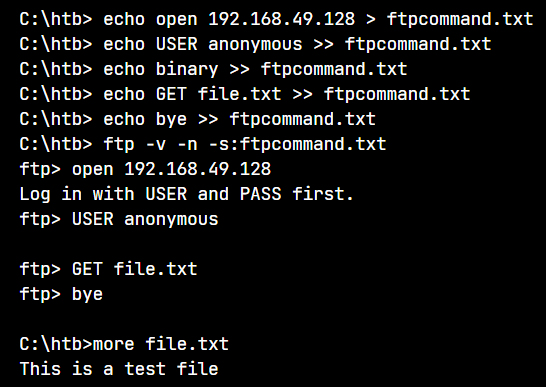 C:\htb> echo open 192.168.49.128 > ftpcommand.txt
C:\htb> echo USER anonymous >> ftpcommand.txt
C:\htb> echo binary >> ftpcommand.txt
C:\htb> echo GET file.txt >> ftpcommand.txt
C:\htb> echo bye >> ftpcommand.txt
C:\htb> ftp -v -n -s:ftpcommand.txt
ftp> open 192.168.49.128
Log in with USER and PASS first.
ftp> USER anonymous
ftp> GET file.txt
ftp> bye
C:\htb>more file.txt
This is a test file